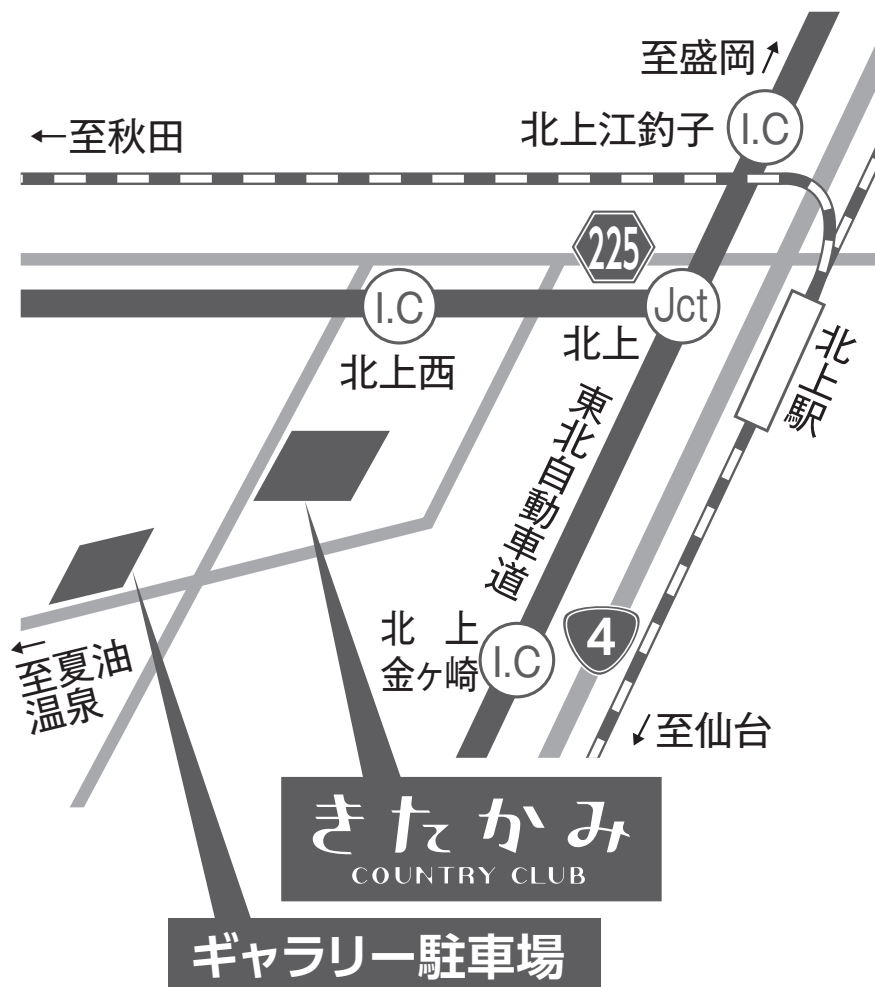 至盛岡↗
北上江釣子
I.C
←至秋田
225
I.C
Jct
北上西
北上
北上駅
東北自動車道
4
北上
金ヶ崎
I.C
←
至夏油
温泉
↙至仙台
きたかみ
COUNTRY CLUB
ギャラリー駐車場